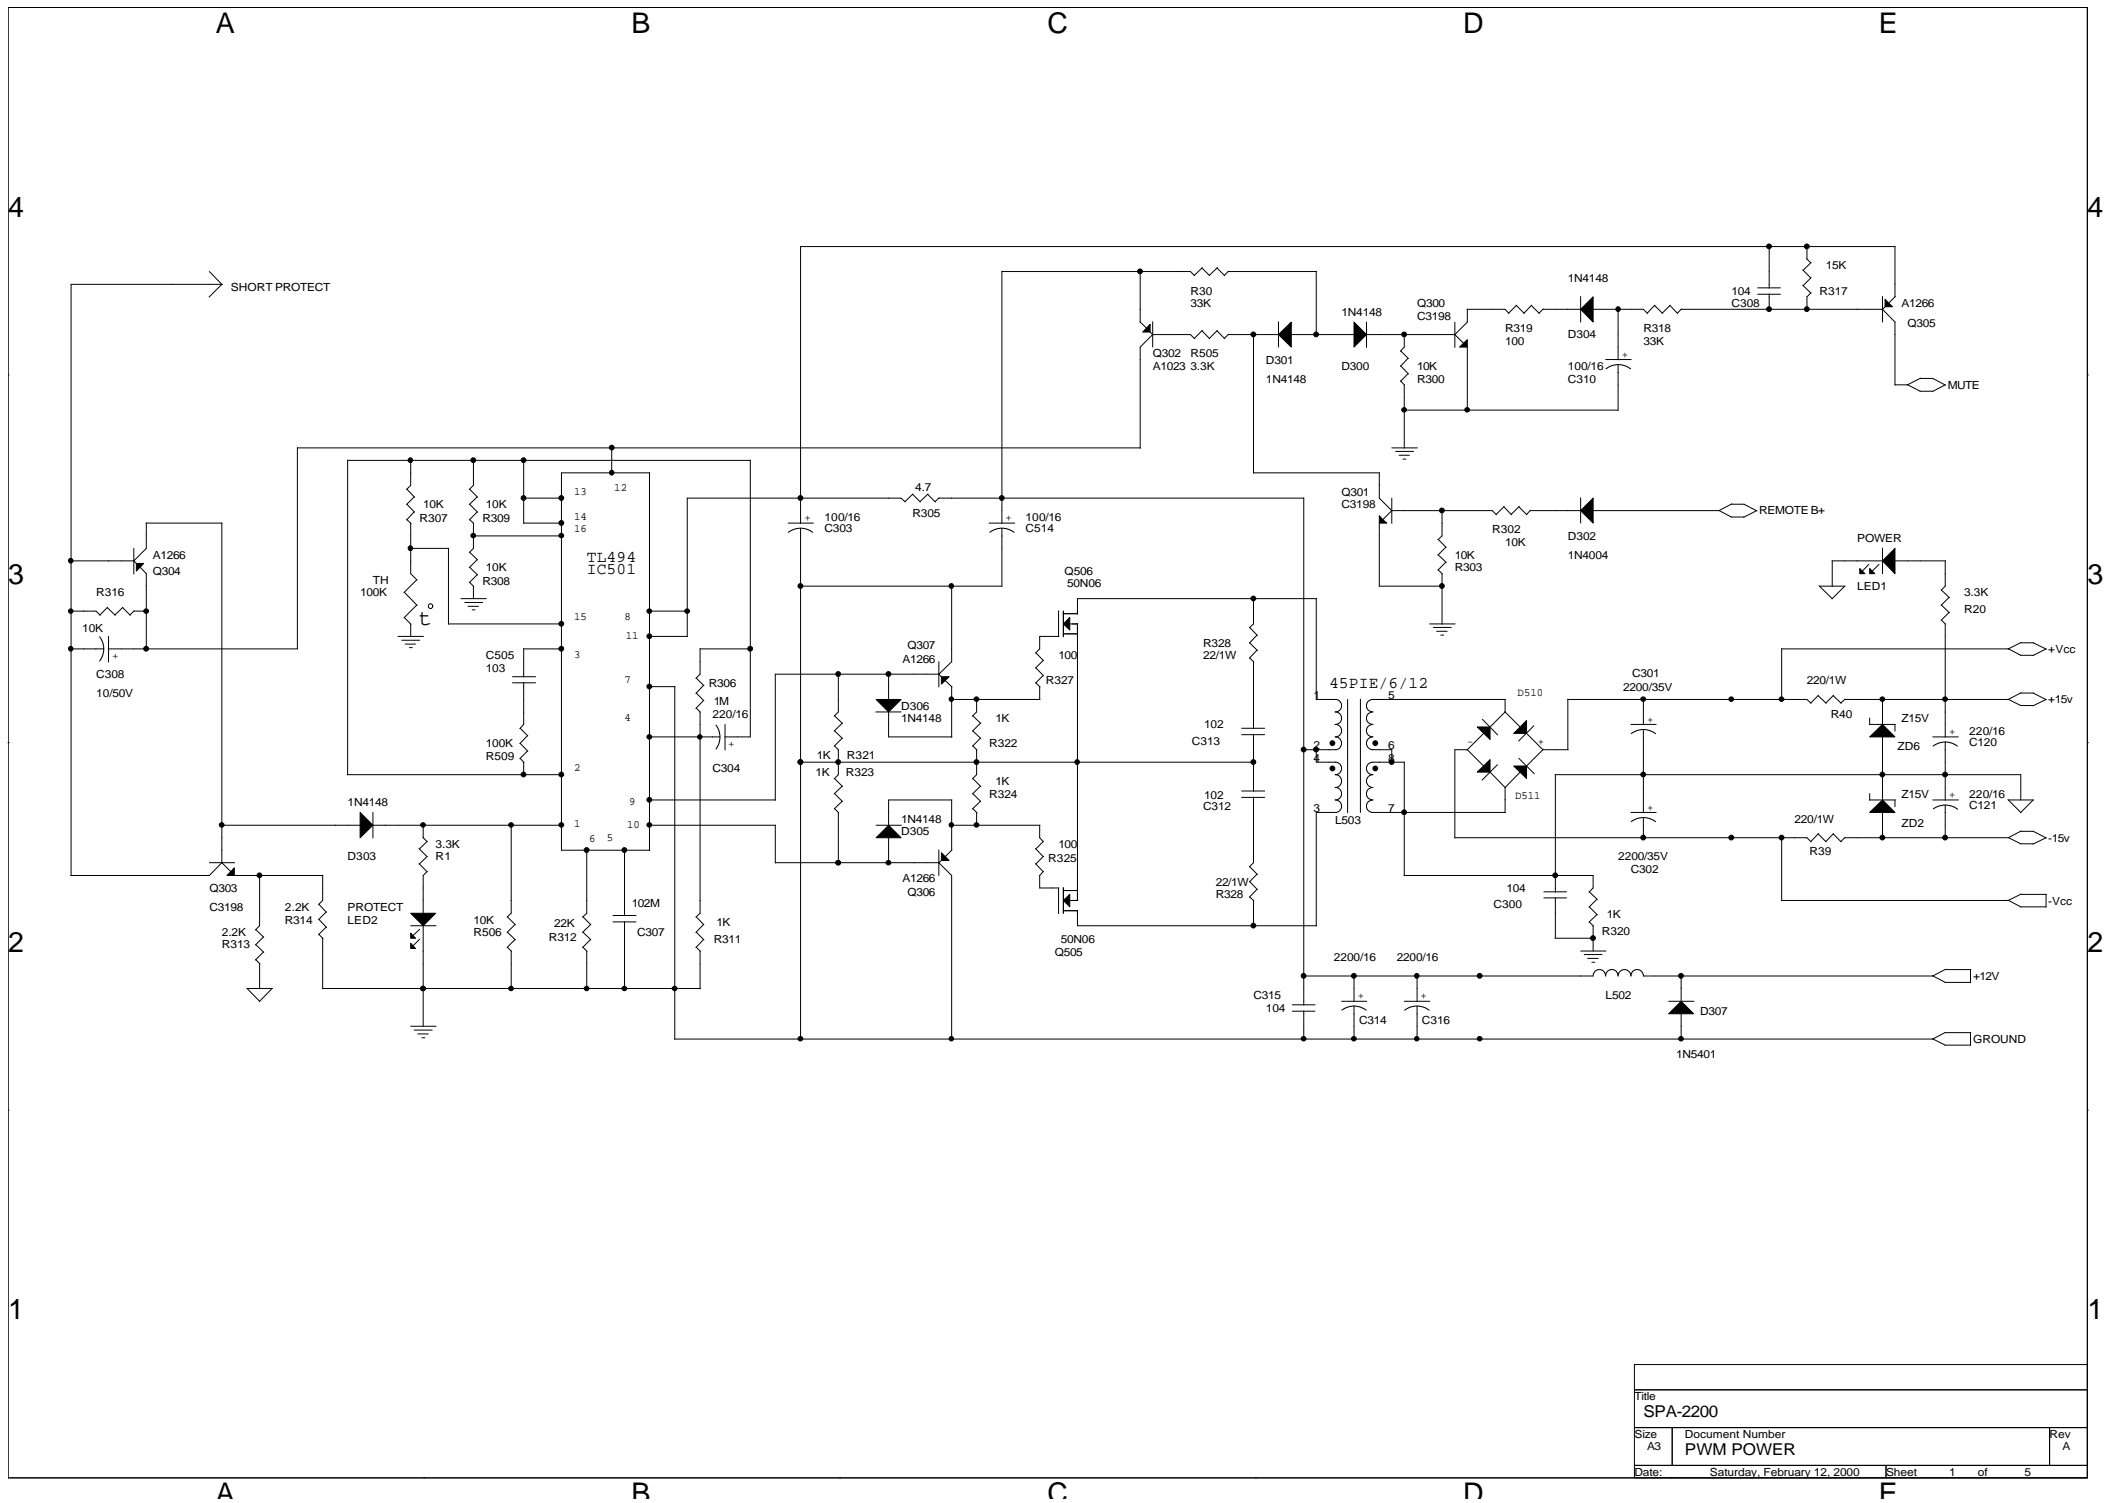 A B C D E
4 4
SHORT PROTECT
R30
33K
Q302
A1023
R505
3.3K
D301
1N4148
1N4148
D300
Q300
C3198
10K
R300
R319
100
1N4148
D304
100/16
C310
R318
33K
104
C308
15K
R317
A1266
Q305
MUTE
3 3
A1266
Q304
R316
10K
C308
10/50V
10K
R307
10K
R309
10K
R308
TH
100K
t°
C505
103
100K
R509
TL494
IC501
13
12
14
16
15
8
11
3
7
4
2
9
1
10
6
5
R306
1M
220/16
C304
100/16
C303
4.7
R305
100/16
C514
Q506
50N06
Q307
A1266
100
R327
D306
1N4148
1K
R322
1K
R321
1K
R323
1K
R324
1N4148
D305
A1266
Q306
100
R325
50N06
Q505
R328
22/1W
102
C313
102
C312
22/1W
R328
45PIE/6/12
1
5
2
6
4
8
3
7
L503
Q301
C3198
R302
10K
10K
R303
D302
1N4004
REMOTE B+
POWER
LED1
3.3K
R20
+Vcc
C301
2200/35V
D510
-
+
D511
220/1W
R40
+15v
Z15V
ZD6
220/16
C120
Z15V
ZD2
220/16
C121
220/1W
R39
-15v
2200/35V
C302
-Vcc
104
C300
1K
R320
2 2
1N4148
D303
3.3K
R1
Q303
C3198
2.2K
R314
2.2K
R313
PROTECT
LED2
10K
R506
22K
R312
102M
C307
1K
R311
2200/16
2200/16
C315
104
C314
C316
L502
+12V
D307
1N5401
GROUND
1 1
Title
SPA-2200
Size
A3
Document Number
PWM POWER
Rev
A
Date:
Saturday, February 12, 2000
Sheet 1 of 5
A B C D E